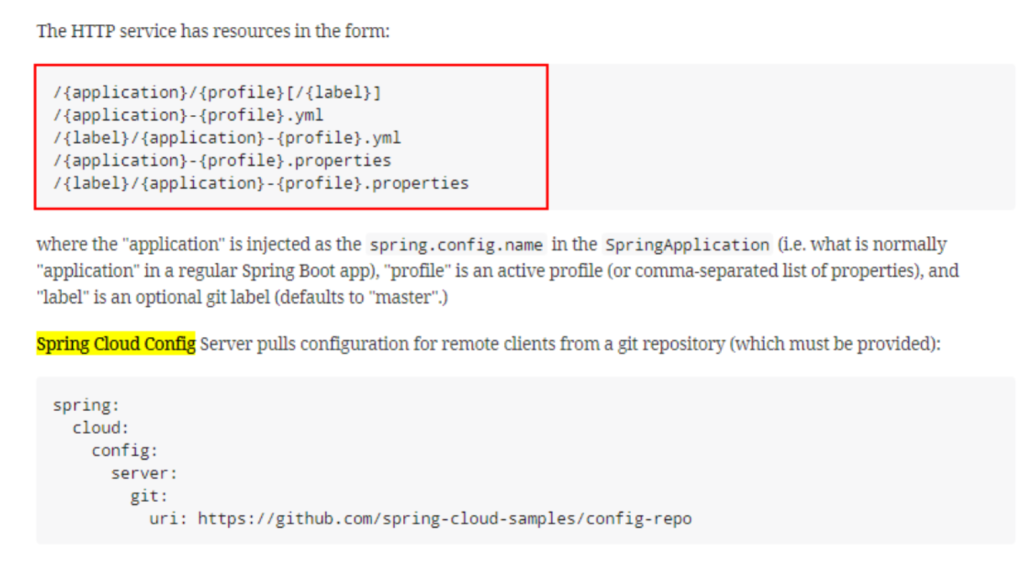 The HTTP service has resources in the form:
/{application}/{profile}[/{label}]
/{application}-{profile}.yml
/{label}/{application}-{profile}.yml
/{application}-{profile}.properties
/{label}/{application}-{profile}.properties
where the "application" is injected as the spring.config.name in the SpringApplication (i.e. what is normally
"application" in a regular Spring Boot app), "profile" is an active profile (or comma-separated list of properties), and
"label" is an optional git label (defaults to "master".)
Spring Cloud Config Server pulls configuration for remote clients from a git repository (which must be provided):
spring:
  cloud:
    config:
      server:
        git:
          uri: https://github.com/spring-cloud-samples/config-repo